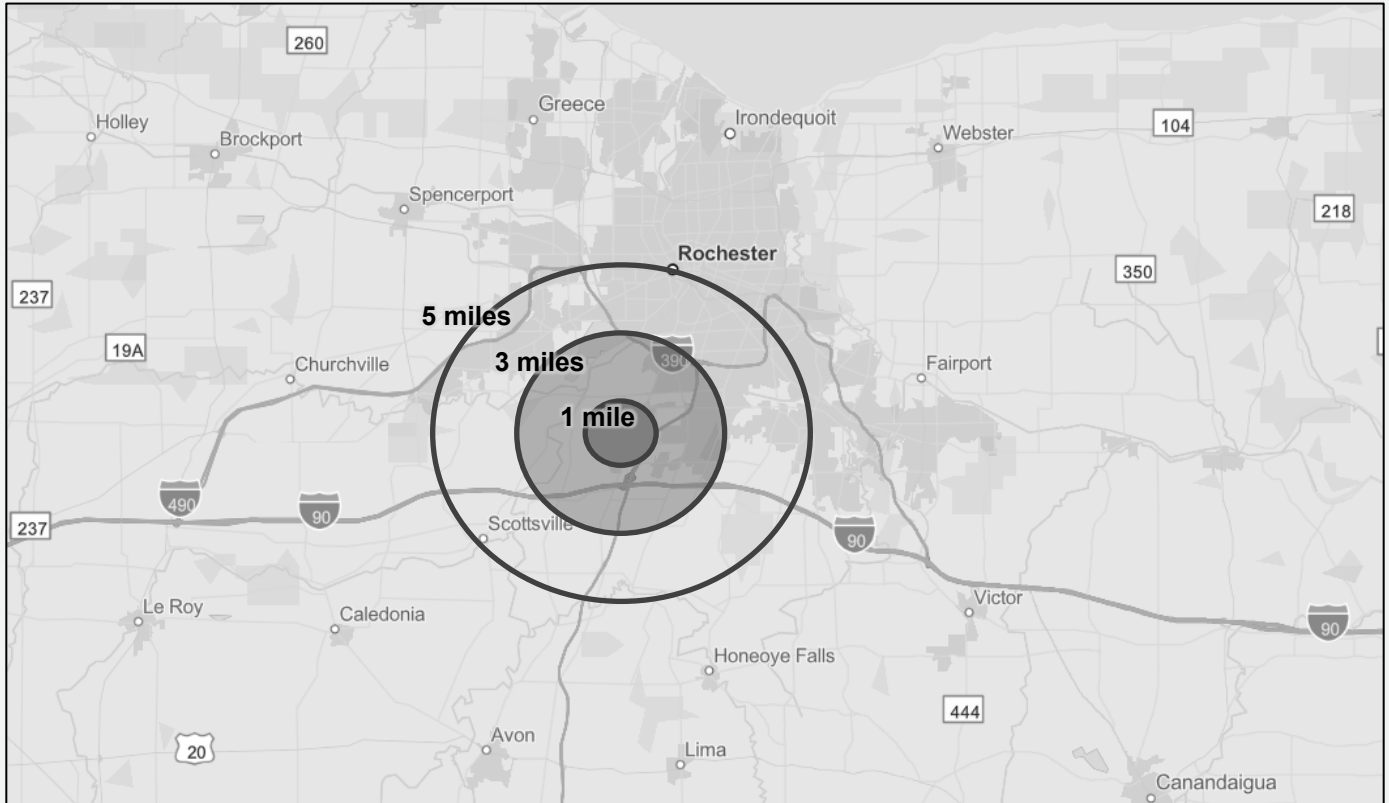 260
Greece
Irondequoit
Holley
Brockport
Webster
104
Spencerport
218
Rochester
350
237
5 miles
19A
3 miles
390
Churchville
Fairport
1 mile
490
90
237
Scottsville
90
Le Roy
Caledonia
Victor
90
Honeoye Falls
444
20
Avon
Lima
Canandaigua